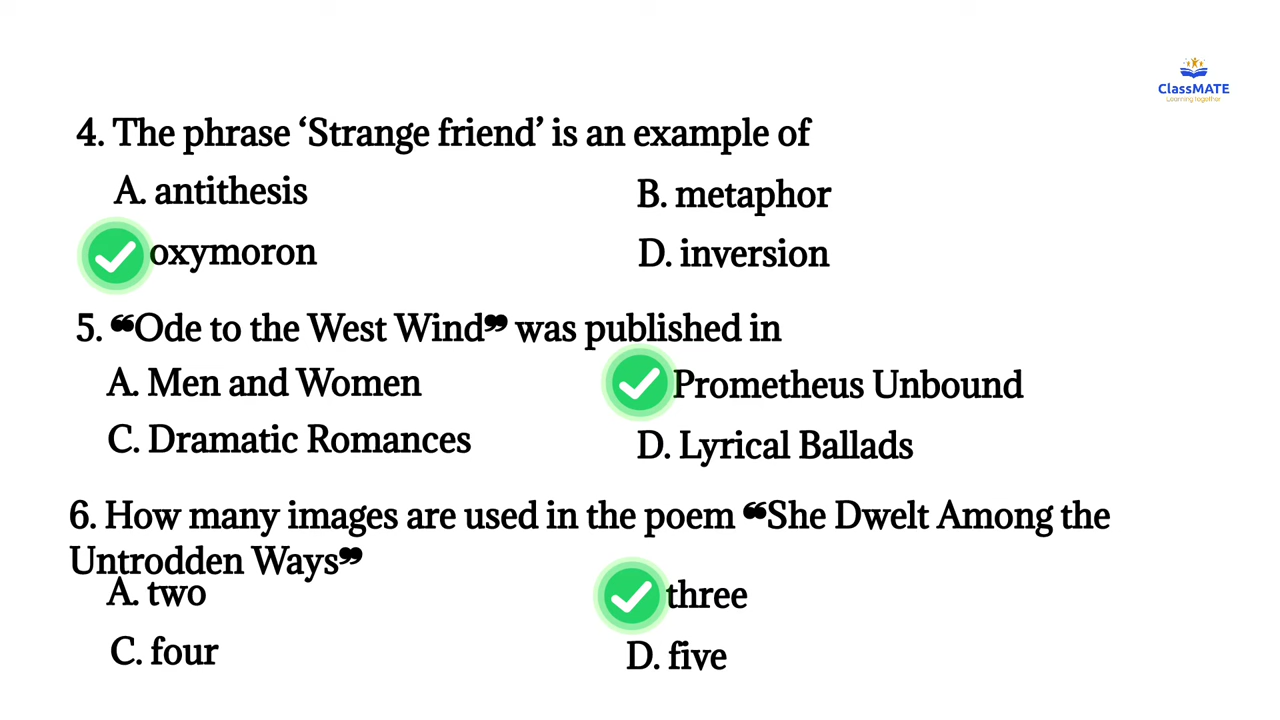 ClassMATE
Learning together
4. The phrase ‘Strange friend’ is an example of
A. antithesis
B. metaphor
oxymoron
D. inversion
5. ❝Ode to the West Wind❞ was published in
A. Men and Women
Prometheus Unbound
C. Dramatic Romances
D. Lyrical Ballads
6. How many images are used in the poem ❝She Dwelt Among the
Untrodden Ways❞
A. two
three
C. four
D. five